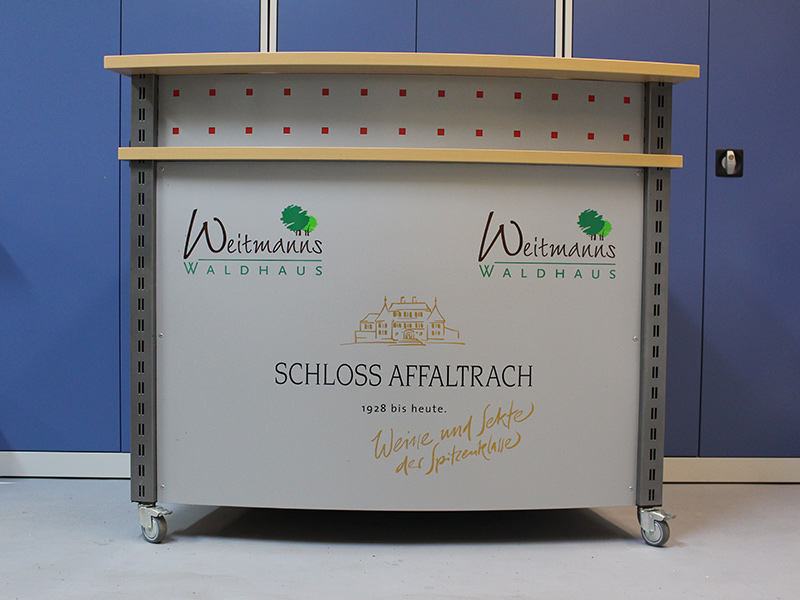 Weitmanns
WALDHAUS
Weitmanns
WALDHAUS
SCHLOSS AFFALTRACH
1928 bis heute.
Weine und Sekte
der Spitzenklasse